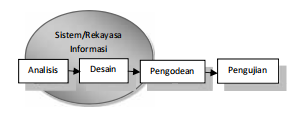 Sistem/Rekayasa
Informasi
Analisis
Desain
Pengodean
Pengujian